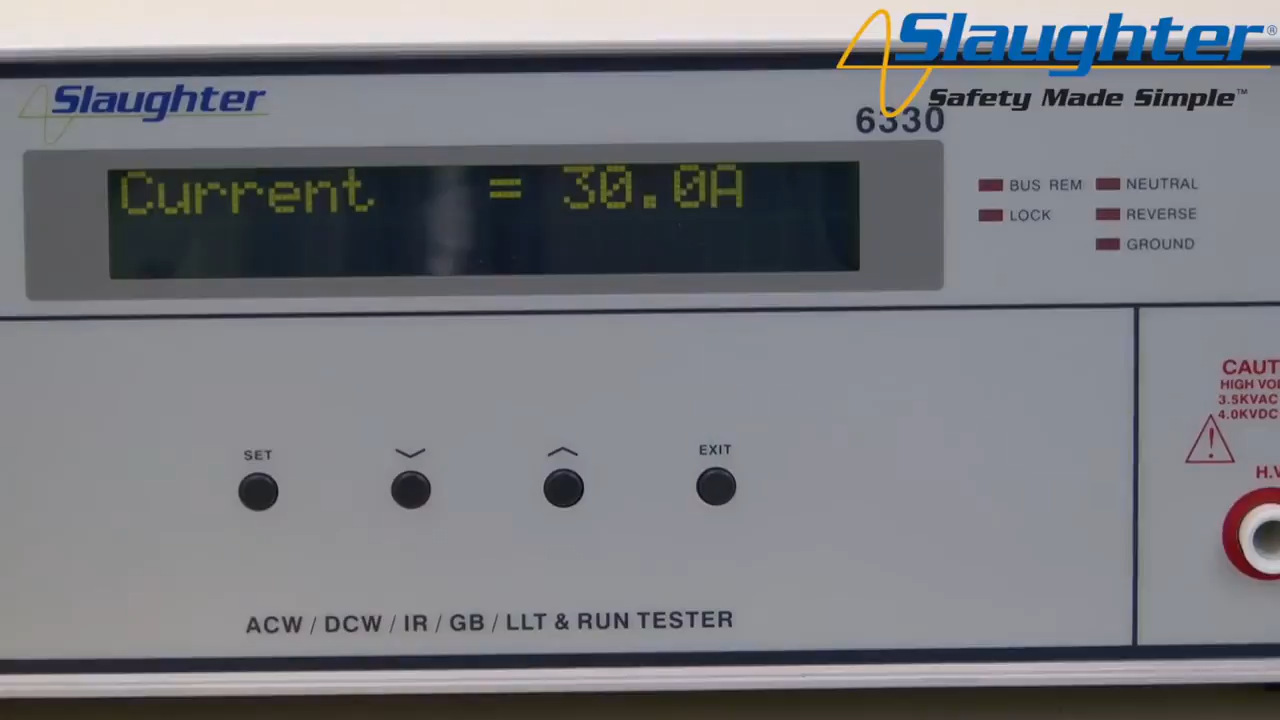 Slaughter®
Safety Made Simple™
Slaughter
6330
Current = 30.0A
BUS REM
NEUTRAL
LOCK
REVERSE
GROUND
SET
EXIT
HIGH
3.5KVAC
4.0KVDC
ACW / DCW / IR / GB / LLT & RUN TESTER